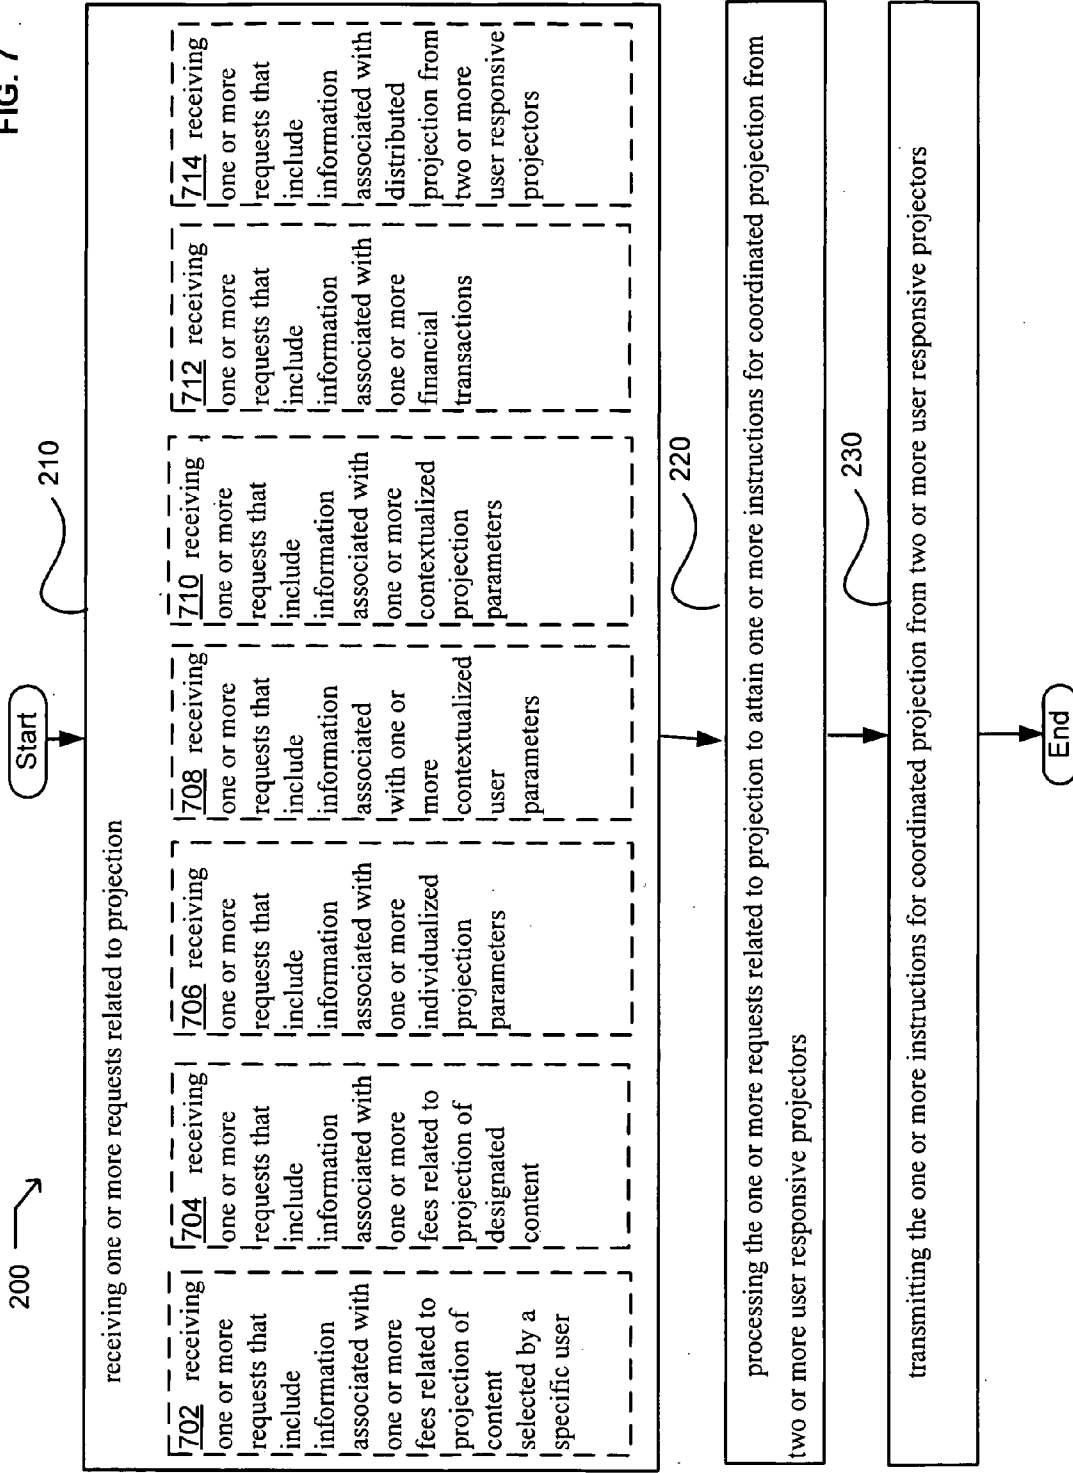 FIG. 7
200
Start
210
receiving one or more requests related to projection
702 receiving
one or more
requests that
include
information
associated with
one or more
fees related to
projection of
content
selected by a
specific user
704 receiving
one or more
requests that
include
information
associated with
one or more
fees related to
projection of
designated
content
706 receiving
one or more
requests that
include
information
associated with
one or more
individualized
projection
parameters
708 receiving
one or more
requests that
include
information
associated
with one or
more
contextualized
user
parameters
710 receiving
one or more
requests that
include
information
associated with
one or more
contextualized
projection
parameters
712 receiving
one or more
requests that
include
information
associated with
one or more
financial
transactions
714 receiving
one or more
requests that
include
information
associated with
distributed
projection from
two or more
user responsive
projectors
220
processing the one or more requests related to projection to attain one or more instructions for coordinated projection from
two or more user responsive projectors
230
transmitting the one or more instructions for coordinated projection from two or more user responsive projectors
End